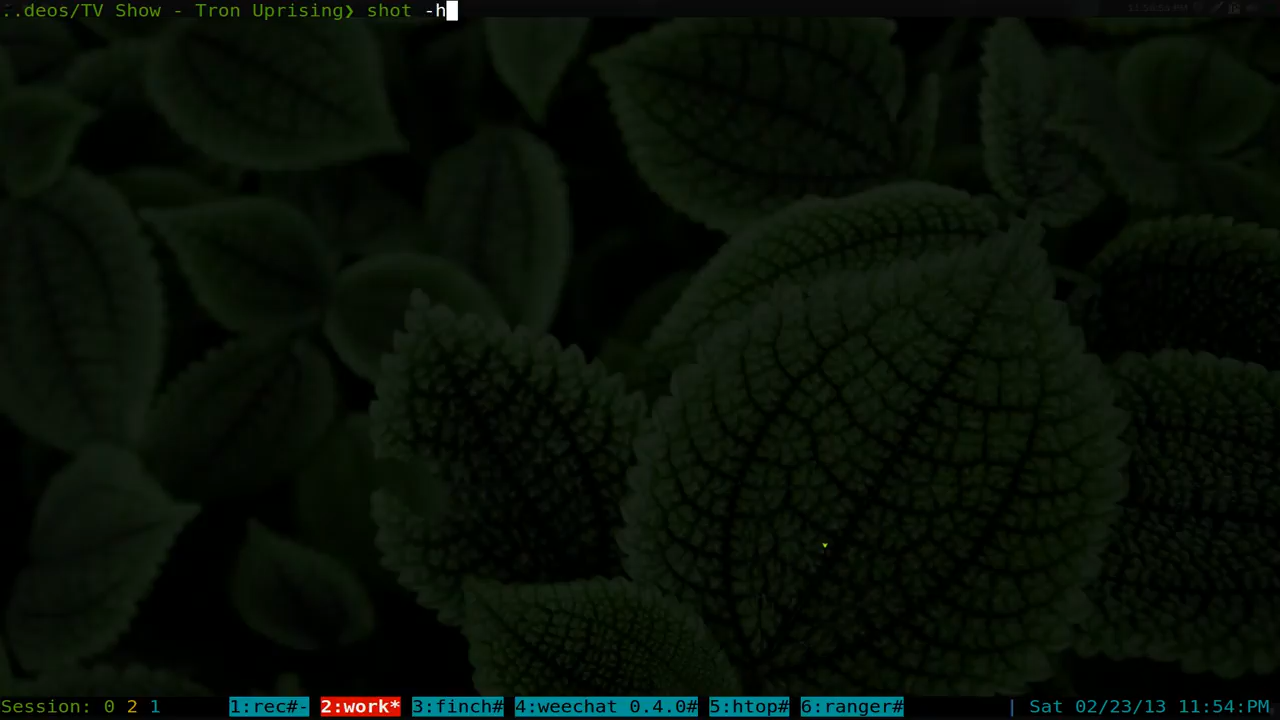 ..deos/TV Show - Tron Uprising❯ shot -h
Session: 0 2 1 1:rec#- 2:work* 3:finch# 4:weechat 0.4.0# 5:htop# 6:ranger# | Sat 02/23/13 11:54:PM